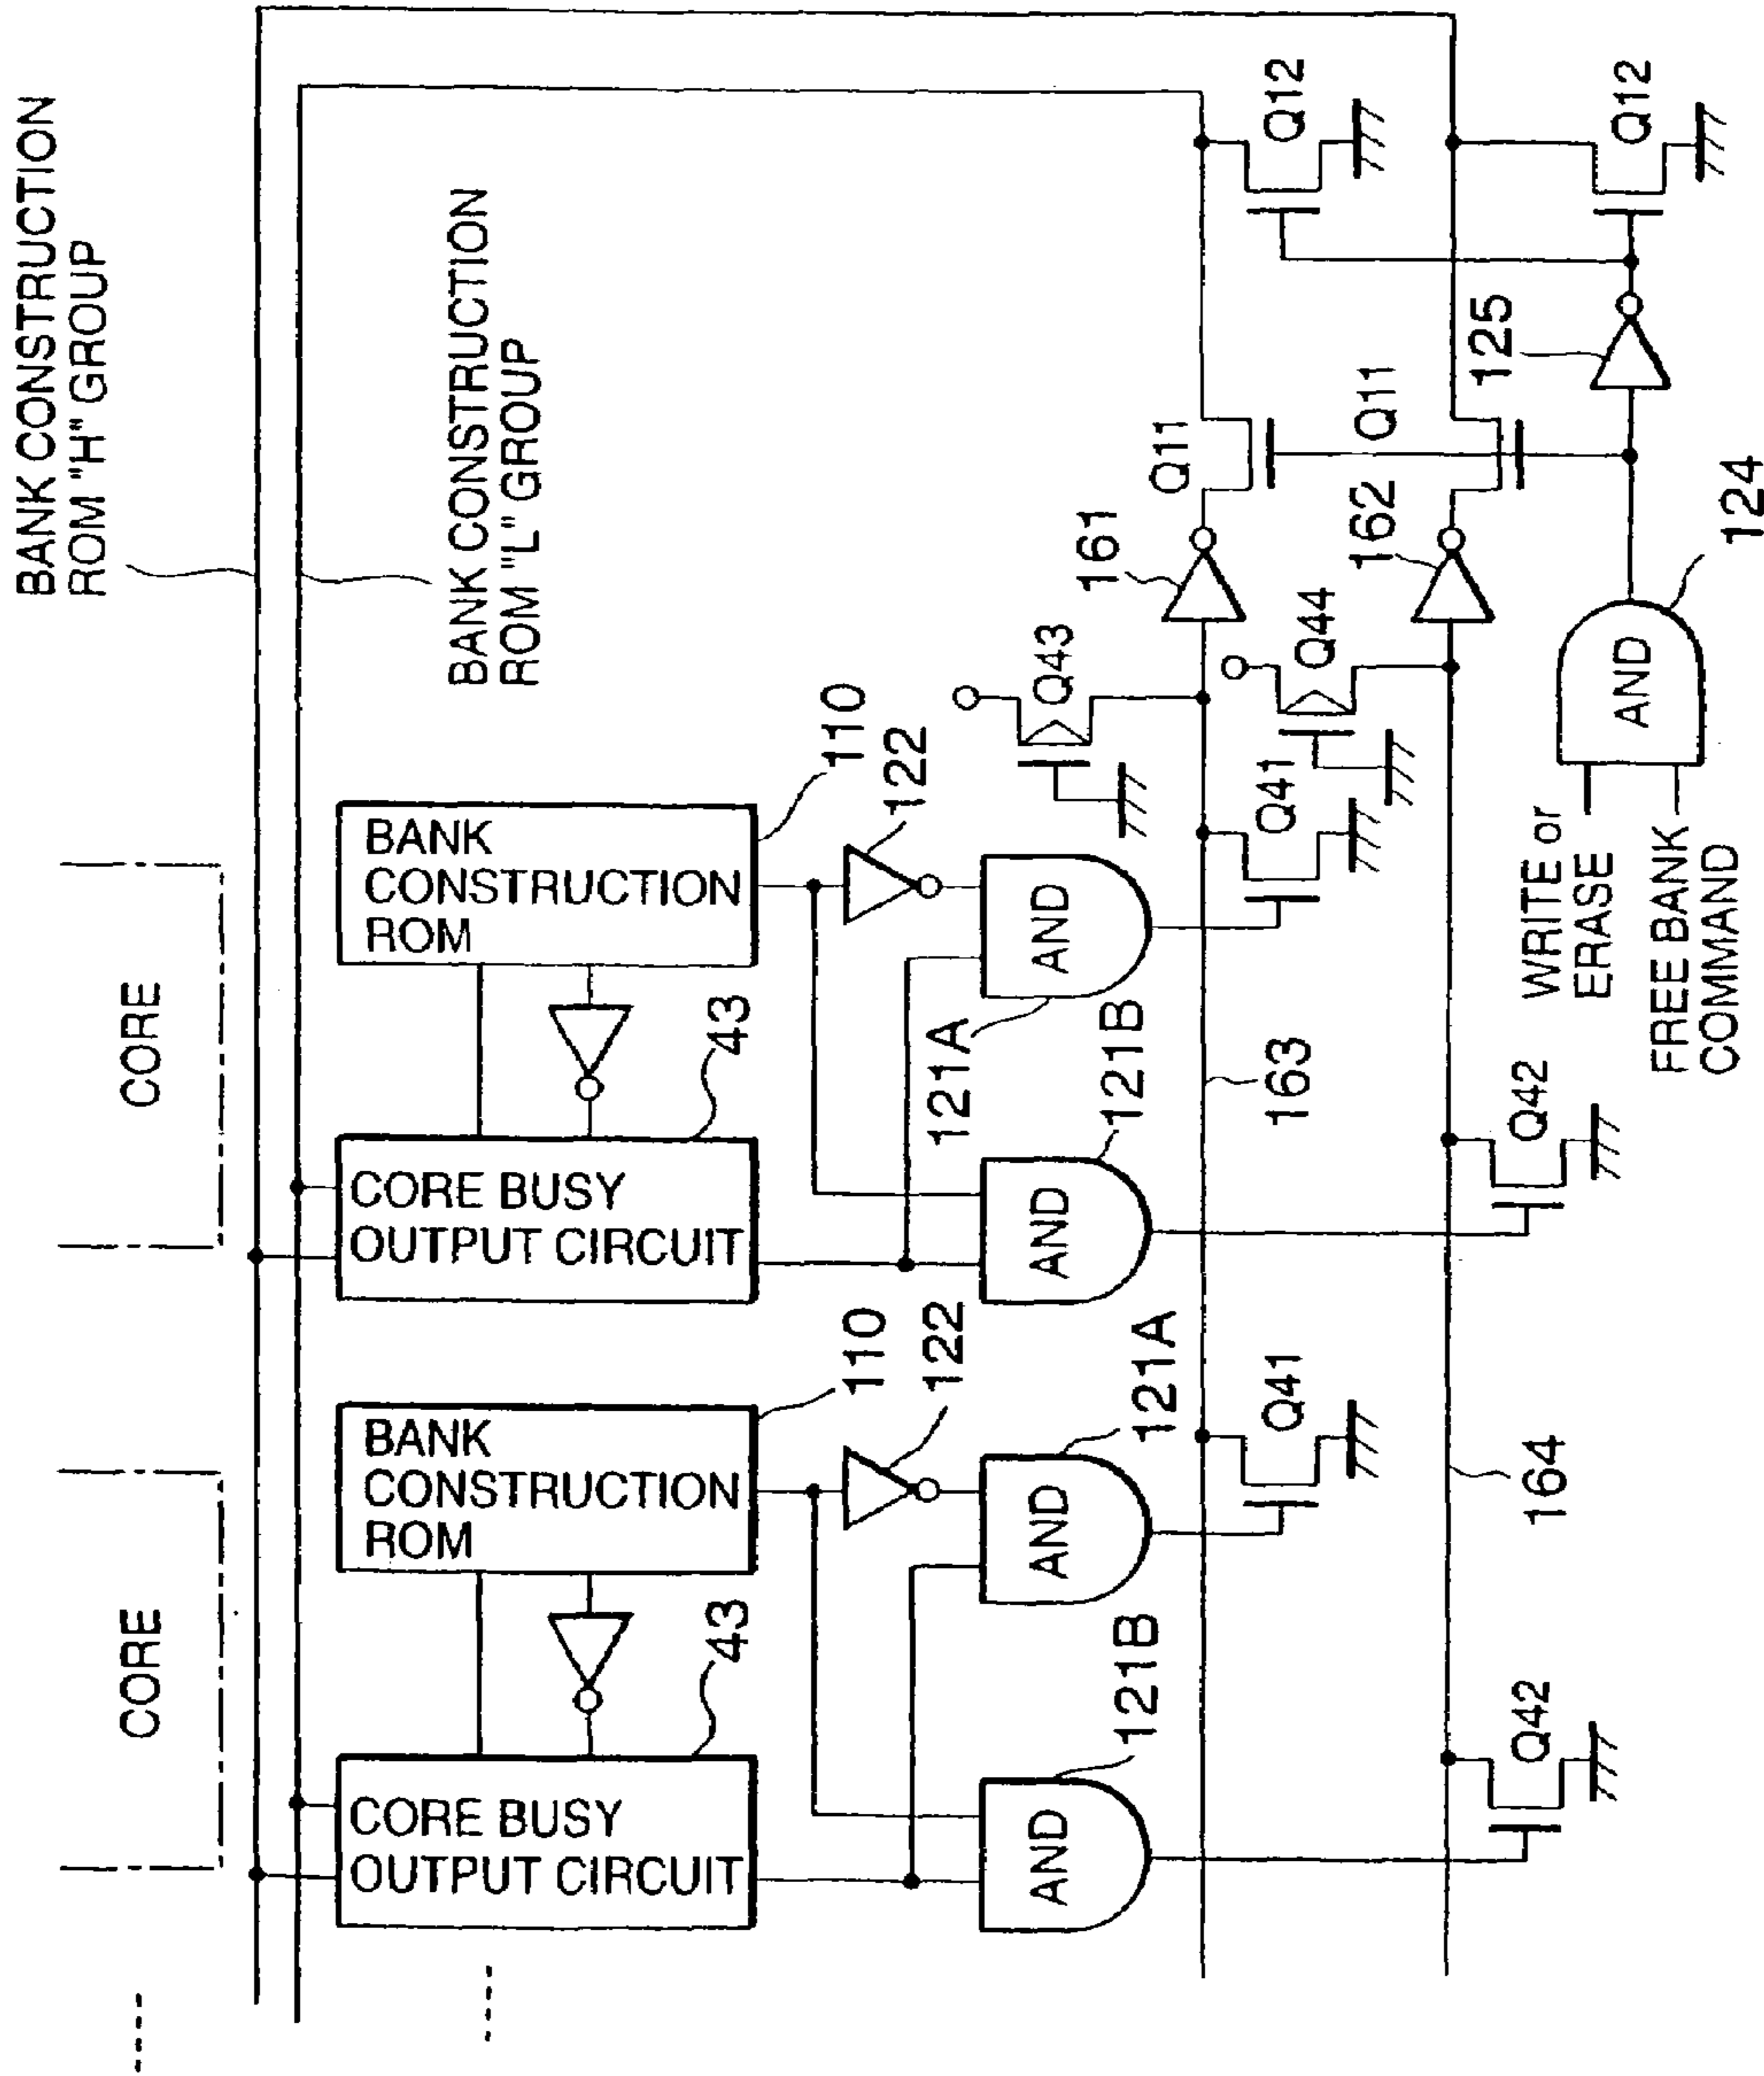 BANK CONSTRUCTION
ROM "H" GROUP
BANK CONSTRUCTION
ROM "L" GROUP
CORE
CORE
BANK
CONSTRUCTION
ROM
110
122
CORE BUSY
OUTPUT CIRCUIT
43
AND
121A
AND
121B
BANK
CONSTRUCTION
ROM
110
122
CORE BUSY
OUTPUT CIRCUIT
43
AND
121A
AND
121B
163
164
Q41
Q41
Q42
Q42
Q43
Q44
161
162
Q11
Q11
Q12
Q12
125
124
AND
WRITE or
ERASE
FREE BANK
COMMAND